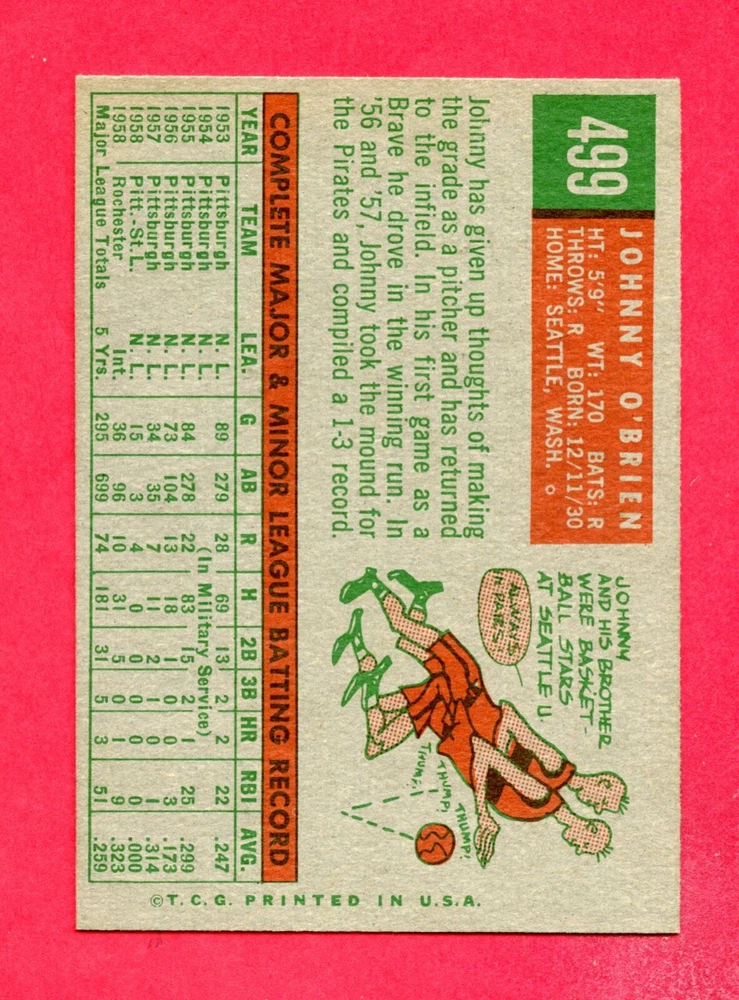 499
JOHNNY O'BRIEN
HT: 5'9" WT: 170 BATS: R
THROWS: R BORN: 12/11/30
HOME: SEATTLE, WASH.
JOHNNY
AND HIS BROTHER
WERE BASKET-
BALL STARS
AT SEATTLE U.
ALWAYS
IN PAIRS.
THUMP!
THUMP!
THUMP!
Johnny has given up thoughts of making
the grade as a pitcher and has returned
to the infield. In his first game as a
Brave he drove in the winning run. In
'56 and '57, Johnny took the mound for
the Pirates and compiled a 1-3 record.
COMPLETE MAJOR & MINOR LEAGUE BATTING RECORD
YEAR TEAM LEA. G AB R H 2B 3B HR RBI AVG.
1953 Pittsburgh N. L. 89 279 28 69 13 2 2 22 .247
1954 Pittsburgh N. L. (In Military Service)
1955 Pittsburgh N. L. 84 278 22 83 15 2 1 25 .299
1956 Pittsburgh N. L. 73 104 13 18 1 0 0 3 .173
1957 Pittsburgh N. L. 34 35 7 11 2 1 0 1 .314
1958 Pitt.-St.L. N. L. 15 3 4 0 0 0 0 0 .000
1958 Rochester Int. 36 96 10 31 5 0 1 9 .323
Major League Totals 5 Yrs. 295 699 74 181 31 5 3 51 .259
©T. C. G. PRINTED IN U.S.A.